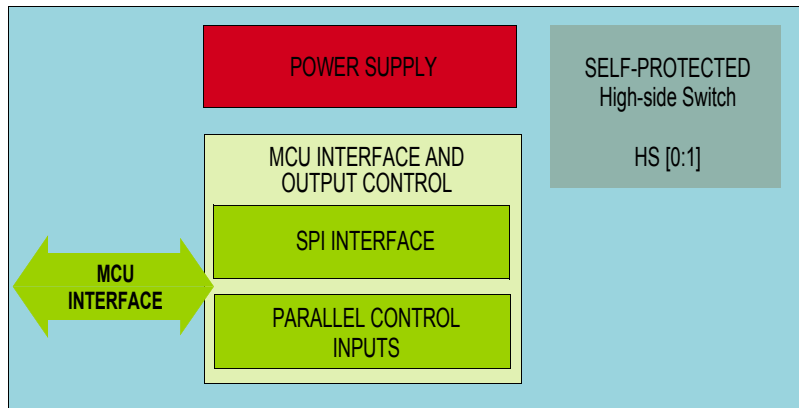 POWER SUPPLY
SELF-PROTECTED
High-side Switch
HS [0:1]
MCU INTERFACE AND
OUTPUT CONTROL
SPI INTERFACE
MCU
INTERFACE
PARALLEL CONTROL
INPUTS